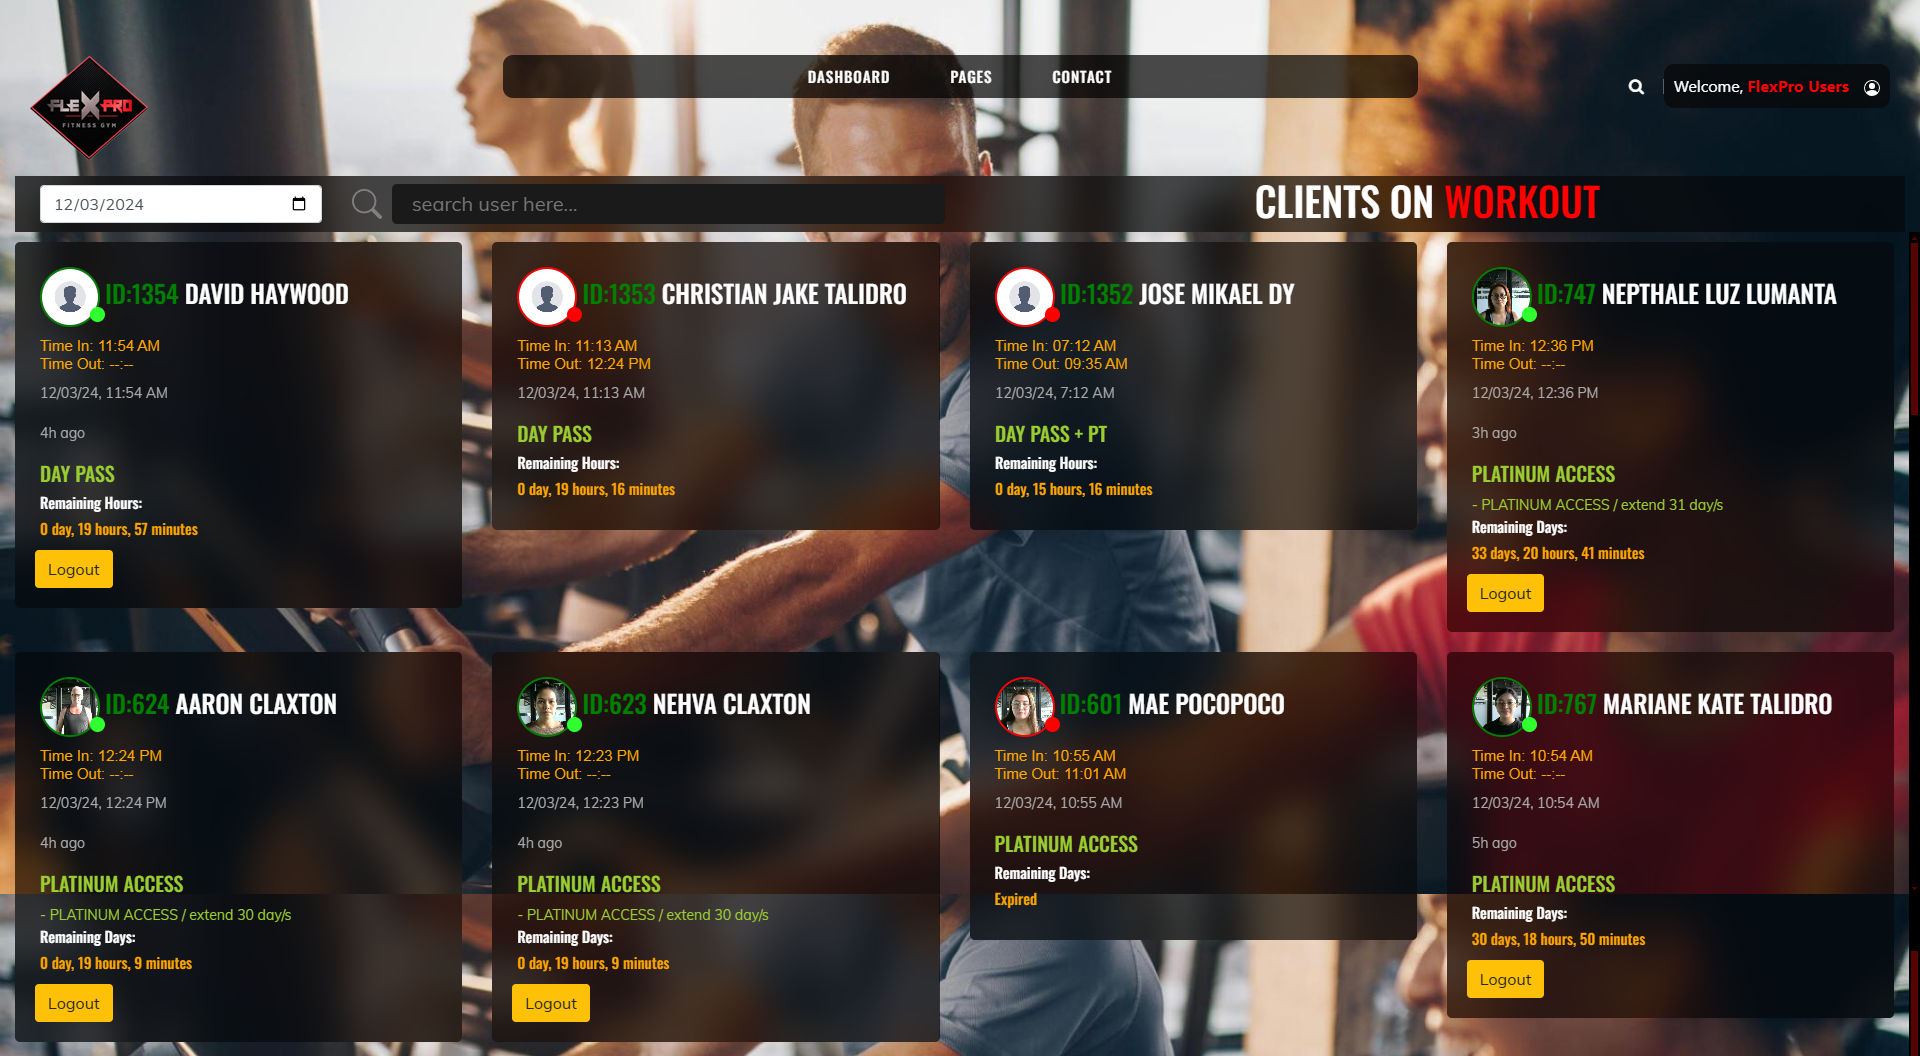 FLEXPRO
FITNESS GYM
DASHBOARD
PAGES
CONTACT
Welcome, FlexPro Users
12/03/2024
search user here...
CLIENTS ON WORKOUT
ID:1354 DAVID HAYWOOD
Time In: 11:54 AM
Time Out: --:--
12/03/24, 11:54 AM
4h ago
DAY PASS
Remaining Hours:
0 day, 19 hours, 57 minutes
Logout
ID:1353 CHRISTIAN JAKE TALIDRO
Time In: 11:13 AM
Time Out: 12:24 PM
12/03/24, 11:13 AM
DAY PASS
Remaining Hours:
0 day, 19 hours, 16 minutes
ID:1352 JOSE MIKAEL DY
Time In: 07:12 AM
Time Out: 09:35 AM
12/03/24, 7:12 AM
DAY PASS + PT
Remaining Hours:
0 day, 15 hours, 16 minutes
ID:747 NEPTHALE LUZ LUMANTA
Time In: 12:36 PM
Time Out: --:--
12/03/24, 12:36 PM
3h ago
PLATINUM ACCESS
- PLATINUM ACCESS / extend 31 day/s
Remaining Days:
33 days, 20 hours, 41 minutes
Logout
ID:624 AARON CLAXTON
Time In: 12:24 PM
Time Out: --:--
12/03/24, 12:24 PM
4h ago
PLATINUM ACCESS
- PLATINUM ACCESS / extend 30 day/s
Remaining Days:
0 day, 19 hours, 9 minutes
Logout
ID:623 NEHVA CLAXTON
Time In: 12:23 PM
Time Out: --:--
12/03/24, 12:23 PM
4h ago
PLATINUM ACCESS
- PLATINUM ACCESS / extend 30 day/s
Remaining Days:
0 day, 19 hours, 9 minutes
Logout
ID:601 MAE POCOPOCO
Time In: 10:55 AM
Time Out: 11:01 AM
12/03/24, 10:55 AM
PLATINUM ACCESS
Remaining Days:
Expired
ID:767 MARIANE KATE TALIDRO
Time In: 10:54 AM
Time Out: --:--
12/03/24, 10:54 AM
5h ago
PLATINUM ACCESS
Remaining Days:
30 days, 18 hours, 50 minutes
Logout